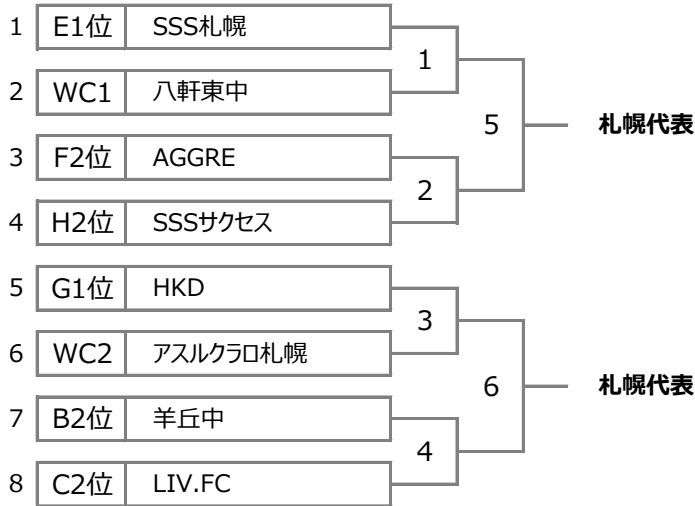 1 E1位 SSS札幌
1
2 WC1 八軒東中
5 札幌代表
3 F2位 AGGRE
2
4 H2位 SSSサクセス
5 G1位 HKD
3
6 WC2 アスルクラロ札幌
6 札幌代表
7 B2位 羊丘中
4
8 C2位 LIV.FC